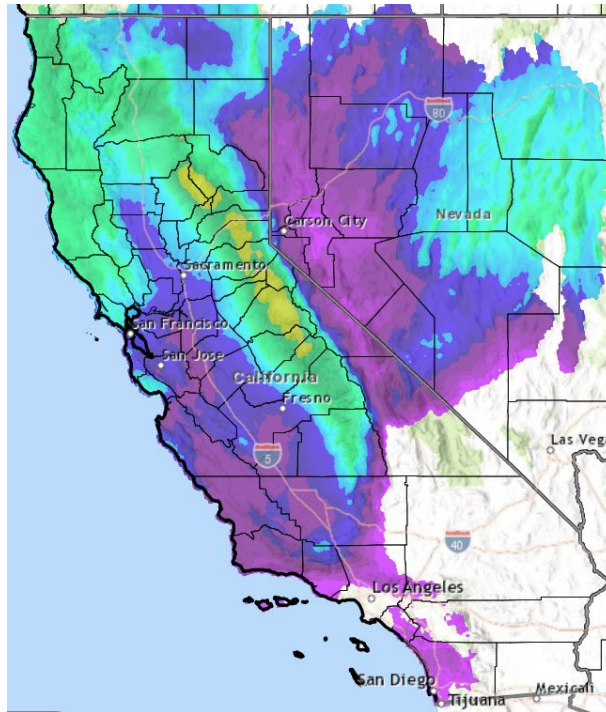 80
Carson City
Nevada
Sacramento
San Francisco
San Jose
California
Fresno
5
Las Vega
40
Los Angeles
San Diego
Tijuana
Mexicali